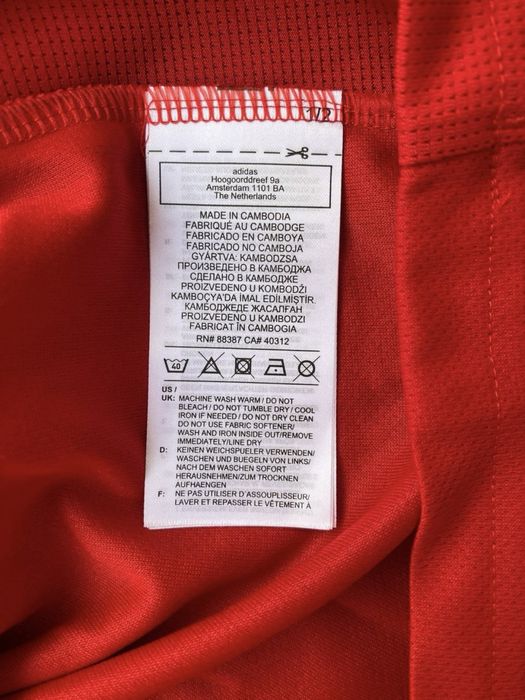 1/2
adidas
Hoogoorddreef 9a
Amsterdam 1101 BA
The Netherlands
MADE IN CAMBODIA
FABRIQUÉ AU CAMBODGE
FABRICADO EN CAMBOYA
FABRICADO NO CAMBOJA
GYÁRTVA: KAMBODZSA
ПРОИЗВЕДЕНО В КАМБОДЖА
СДЕЛАНО В КАМБОДЖЕ
PROIZVEDENO U KOMBODŽI
KAMBOÇYA'DA İMAL EDİLMİŞTİR.
КАМБОДЖЕДЕ ЖАСАЛҒАН
PROIZVEDENO U KAMBODZI
FABRICAT ÎN CAMBOGIA
RN# 88387 CA# 40312
40
US /
UK: MACHINE WASH WARM / DO NOT
BLEACH / DO NOT TUMBLE DRY / COOL
IRON IF NEEDED / DO NOT DRY CLEAN
DO NOT USE FABRIC SOFTENER/
WASH AND IRON INSIDE OUT/REMOVE
IMMEDIATELY/LINE DRY
D: KEINEN WEICHSPUELER VERWENDEN/
WASCHEN UND BUEGELN VON LINKS/
NACH DEM WASCHEN SOFORT
HERAUSNEHMEN/ZUM TROCKNEN
AUFHAENGEN
F: NE PAS UTILISER D'ASSOUPLISSEUR/
LAVER ET REPASSER LE VÊTEMENT À